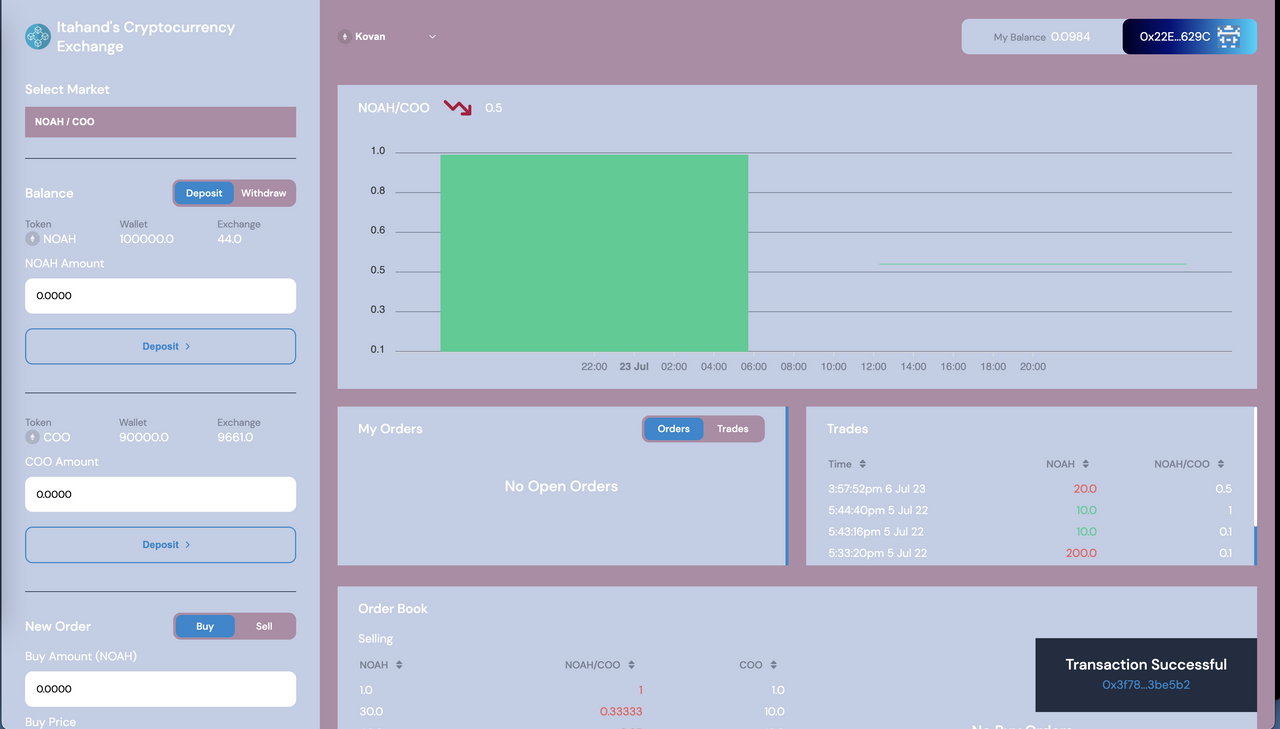 Itahand's Cryptocurrency
Exchange
Select Market
NOAH / COO
Balance
Deposit Withdraw
Token Wallet Exchange
NOAH 100000.0 44.0
NOAH Amount
0.0000
Deposit >
Token Wallet Exchange
COO 90000.0 9661.0
COO Amount
0.0000
Deposit >
New Order
Buy Sell
Buy Amount (NOAH)
0.0000
Buy Price
Kovan
My Balance 0.0984
0x22E...629C
NOAH/COO 0.5
1.0
0.8
0.6
0.5
0.3
0.1
22:00 23 Jul 02:00 04:00 06:00 08:00 10:00 12:00 14:00 16:00 18:00 20:00
My Orders
Orders Trades
No Open Orders
Trades
Time NOAH NOAH/COO
3:57:52pm 6 Jul 23 20.0 0.5
5:44:40pm 5 Jul 22 10.0 1
5:43:16pm 5 Jul 22 10.0 0.1
5:33:20pm 5 Jul 22 200.0 0.1
Order Book
Selling
NOAH NOAH/COO COO
1.0 1 1.0
30.0 0.33333 10.0
No Buy Orders
Transaction Successful
0x3f78...3be5b2